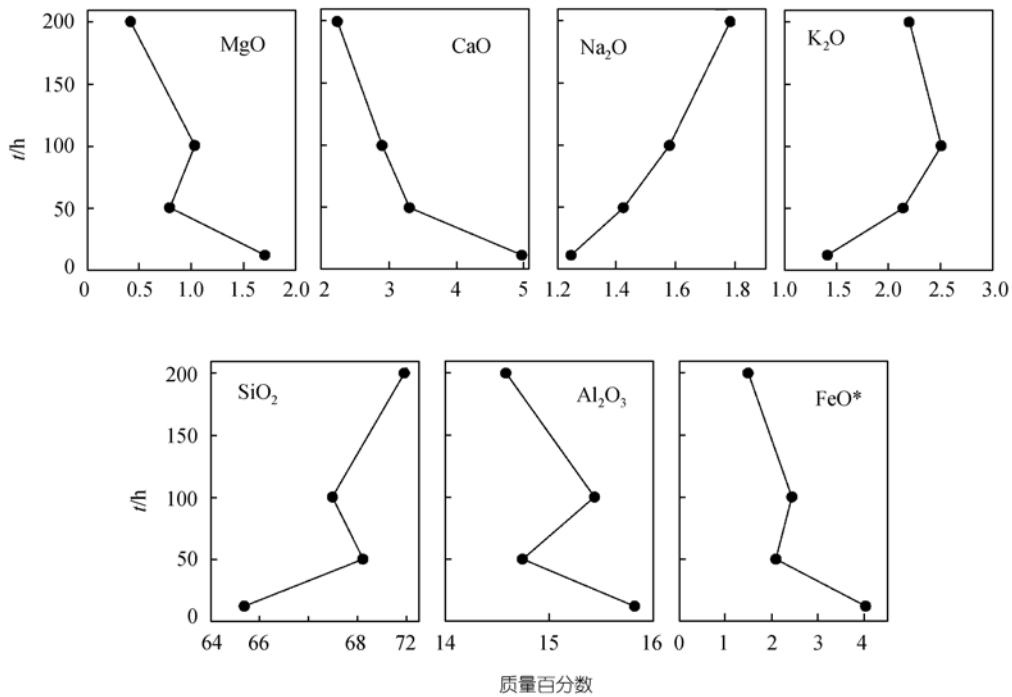 200
150
100
50
0
t/h
MgO
0 0.5 1.0 1.5 2.0
CaO
2 3 4 5
Na₂O
1.2 1.4 1.6 1.8
K₂O
1.0 1.5 2.0 2.5 3.0
200
150
100
50
0
t/h
SiO₂
64 66 68 72
Al₂O₃
14 15 16
FeO*
0 1 2 3 4
质量百分数